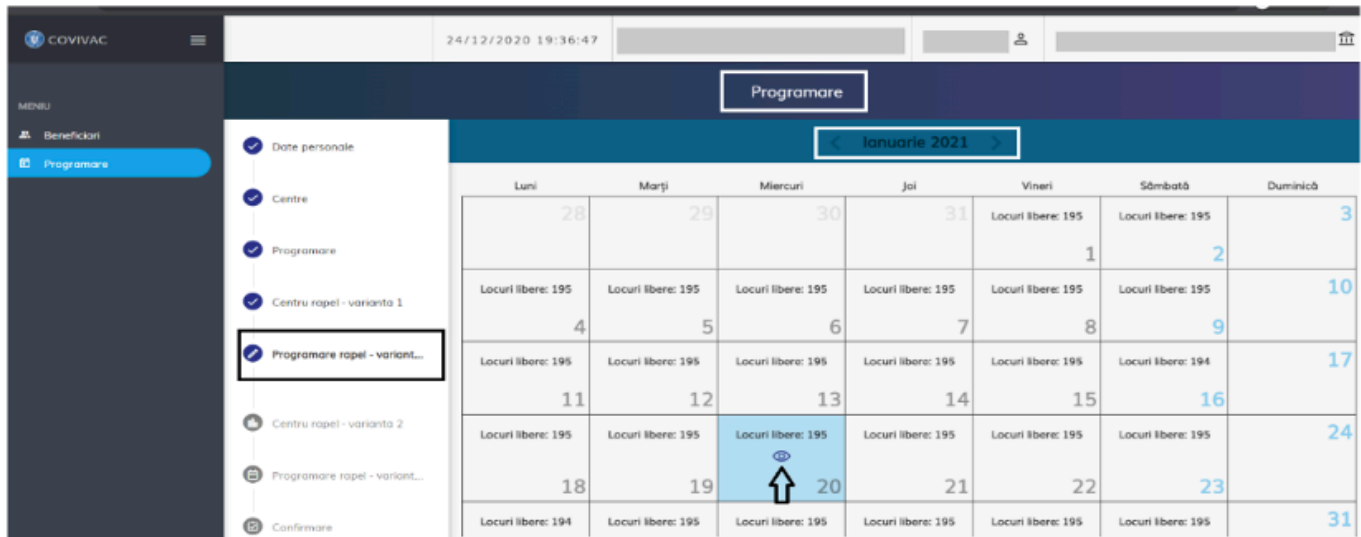 COVIVAC
24/12/2020 19:36:47
Programare
MENIU
Beneficiari
Programare
Date personale
Centre
Programare
Centru rapel - varianta 1
Programare rapel - variant...
Centru rapel - varianta 2
Programare rapel - variant...
Confirmare
< Ianuarie 2021 >
Luni Marți Miercuri Joi Vineri Sâmbătă Duminică
28 29 30 31 Locuri libere: 195 Locuri libere: 195 3
1 2
Locuri libere: 195 Locuri libere: 195 Locuri libere: 195 Locuri libere: 195 Locuri libere: 195 Locuri libere: 195 10
4 5 6 7 8 9
Locuri libere: 195 Locuri libere: 195 Locuri libere: 195 Locuri libere: 195 Locuri libere: 195 Locuri libere: 194 17
11 12 13 14 15 16
Locuri libere: 195 Locuri libere: 195 Locuri libere: 195 Locuri libere: 195 Locuri libere: 195 Locuri libere: 195 24
18 19 20 21 22 23
Locuri libere: 194 Locuri libere: 195 Locuri libere: 195 Locuri libere: 195 Locuri libere: 195 Locuri libere: 195 31